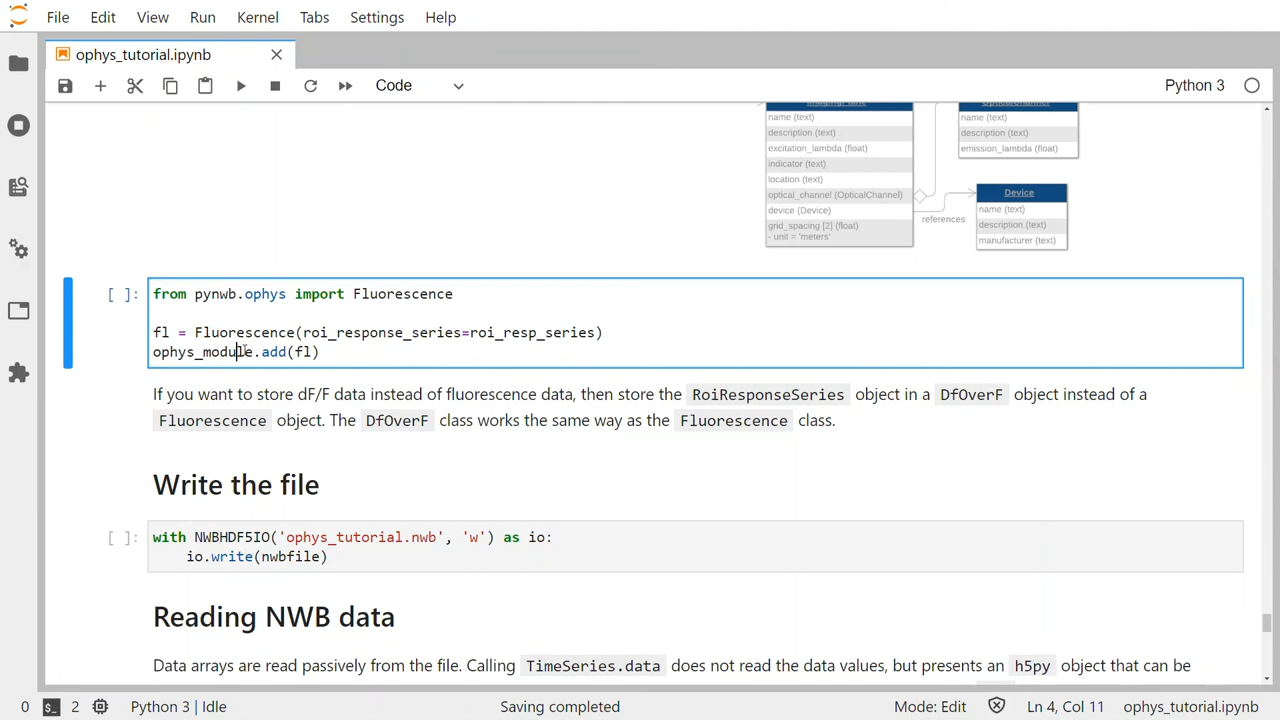 File Edit View Run Kernel Tabs Settings Help
ophys_tutorial.ipynb
Code
Python 3
name (text)
description (text)
excitation_lambda (float)
indicator (text)
location (text)
optical_channel (OpticalChannel)
device (Device)
grid_spacing [2] (float)
- unit = 'meters'
name (text)
description (text)
emission_lambda (float)
references
Device
name (text)
description (text)
manufacturer (text)
[ ]: from pynwb.ophys import Fluorescence
fl = Fluorescence(roi_response_series=roi_resp_series)
ophys_module.add(fl)
If you want to store dF/F data instead of fluorescence data, then store the RoiResponseSeries object in a DfOverF object instead of a
Fluorescence object. The DfOverF class works the same way as the Fluorescence class.
Write the file
[ ]: with NWBHDF5IO('ophys_tutorial.nwb', 'w') as io:
io.write(nwbfile)
Reading NWB data
Data arrays are read passively from the file. Calling TimeSeries.data does not read the data values, but presents an h5py object that can be
0 2 Python 3 | Idle Saving completed Mode: Edit Ln 4, Col 11 ophys_tutorial.ipynb